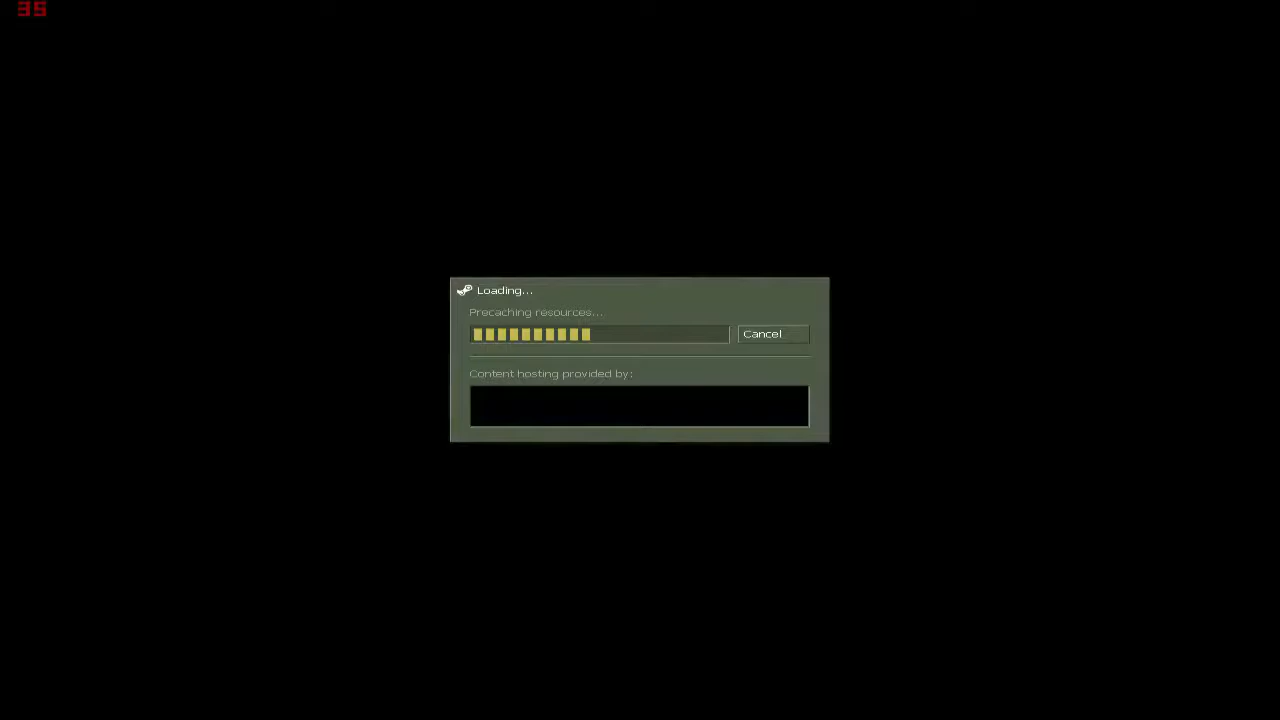 35
Loading...
Precaching resources...
Cancel
Content hosting provided by: